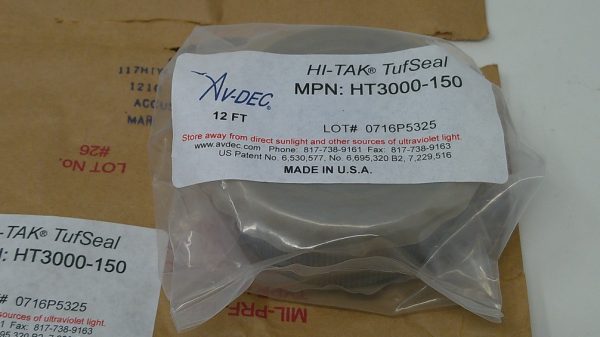 HI-TAK® TufSeal
AV-DEC®
MPN: HT3000-150
12 FT
LOT# 0716P5325
Store away from direct sunlight and other sources of ultraviolet light.
www.avdec.com Phone: 817-738-9161 Fax: 817-738-9163
US Patent No. 6,530,577, No. 6,695,320 B2, 7,229,516
MADE IN U.S.A.
LOT NO.
#26
-TAK® TufSeal
: HT3000-150
# 0716P5325
sources of ultraviolet light.
Fax: 817-738-9163
7,229,516
MIL-PRF